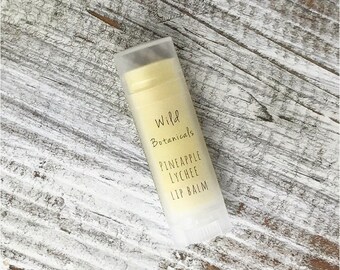 Wild
Botanicals
PINEAPPLE
LYCHEE
LIP BALM